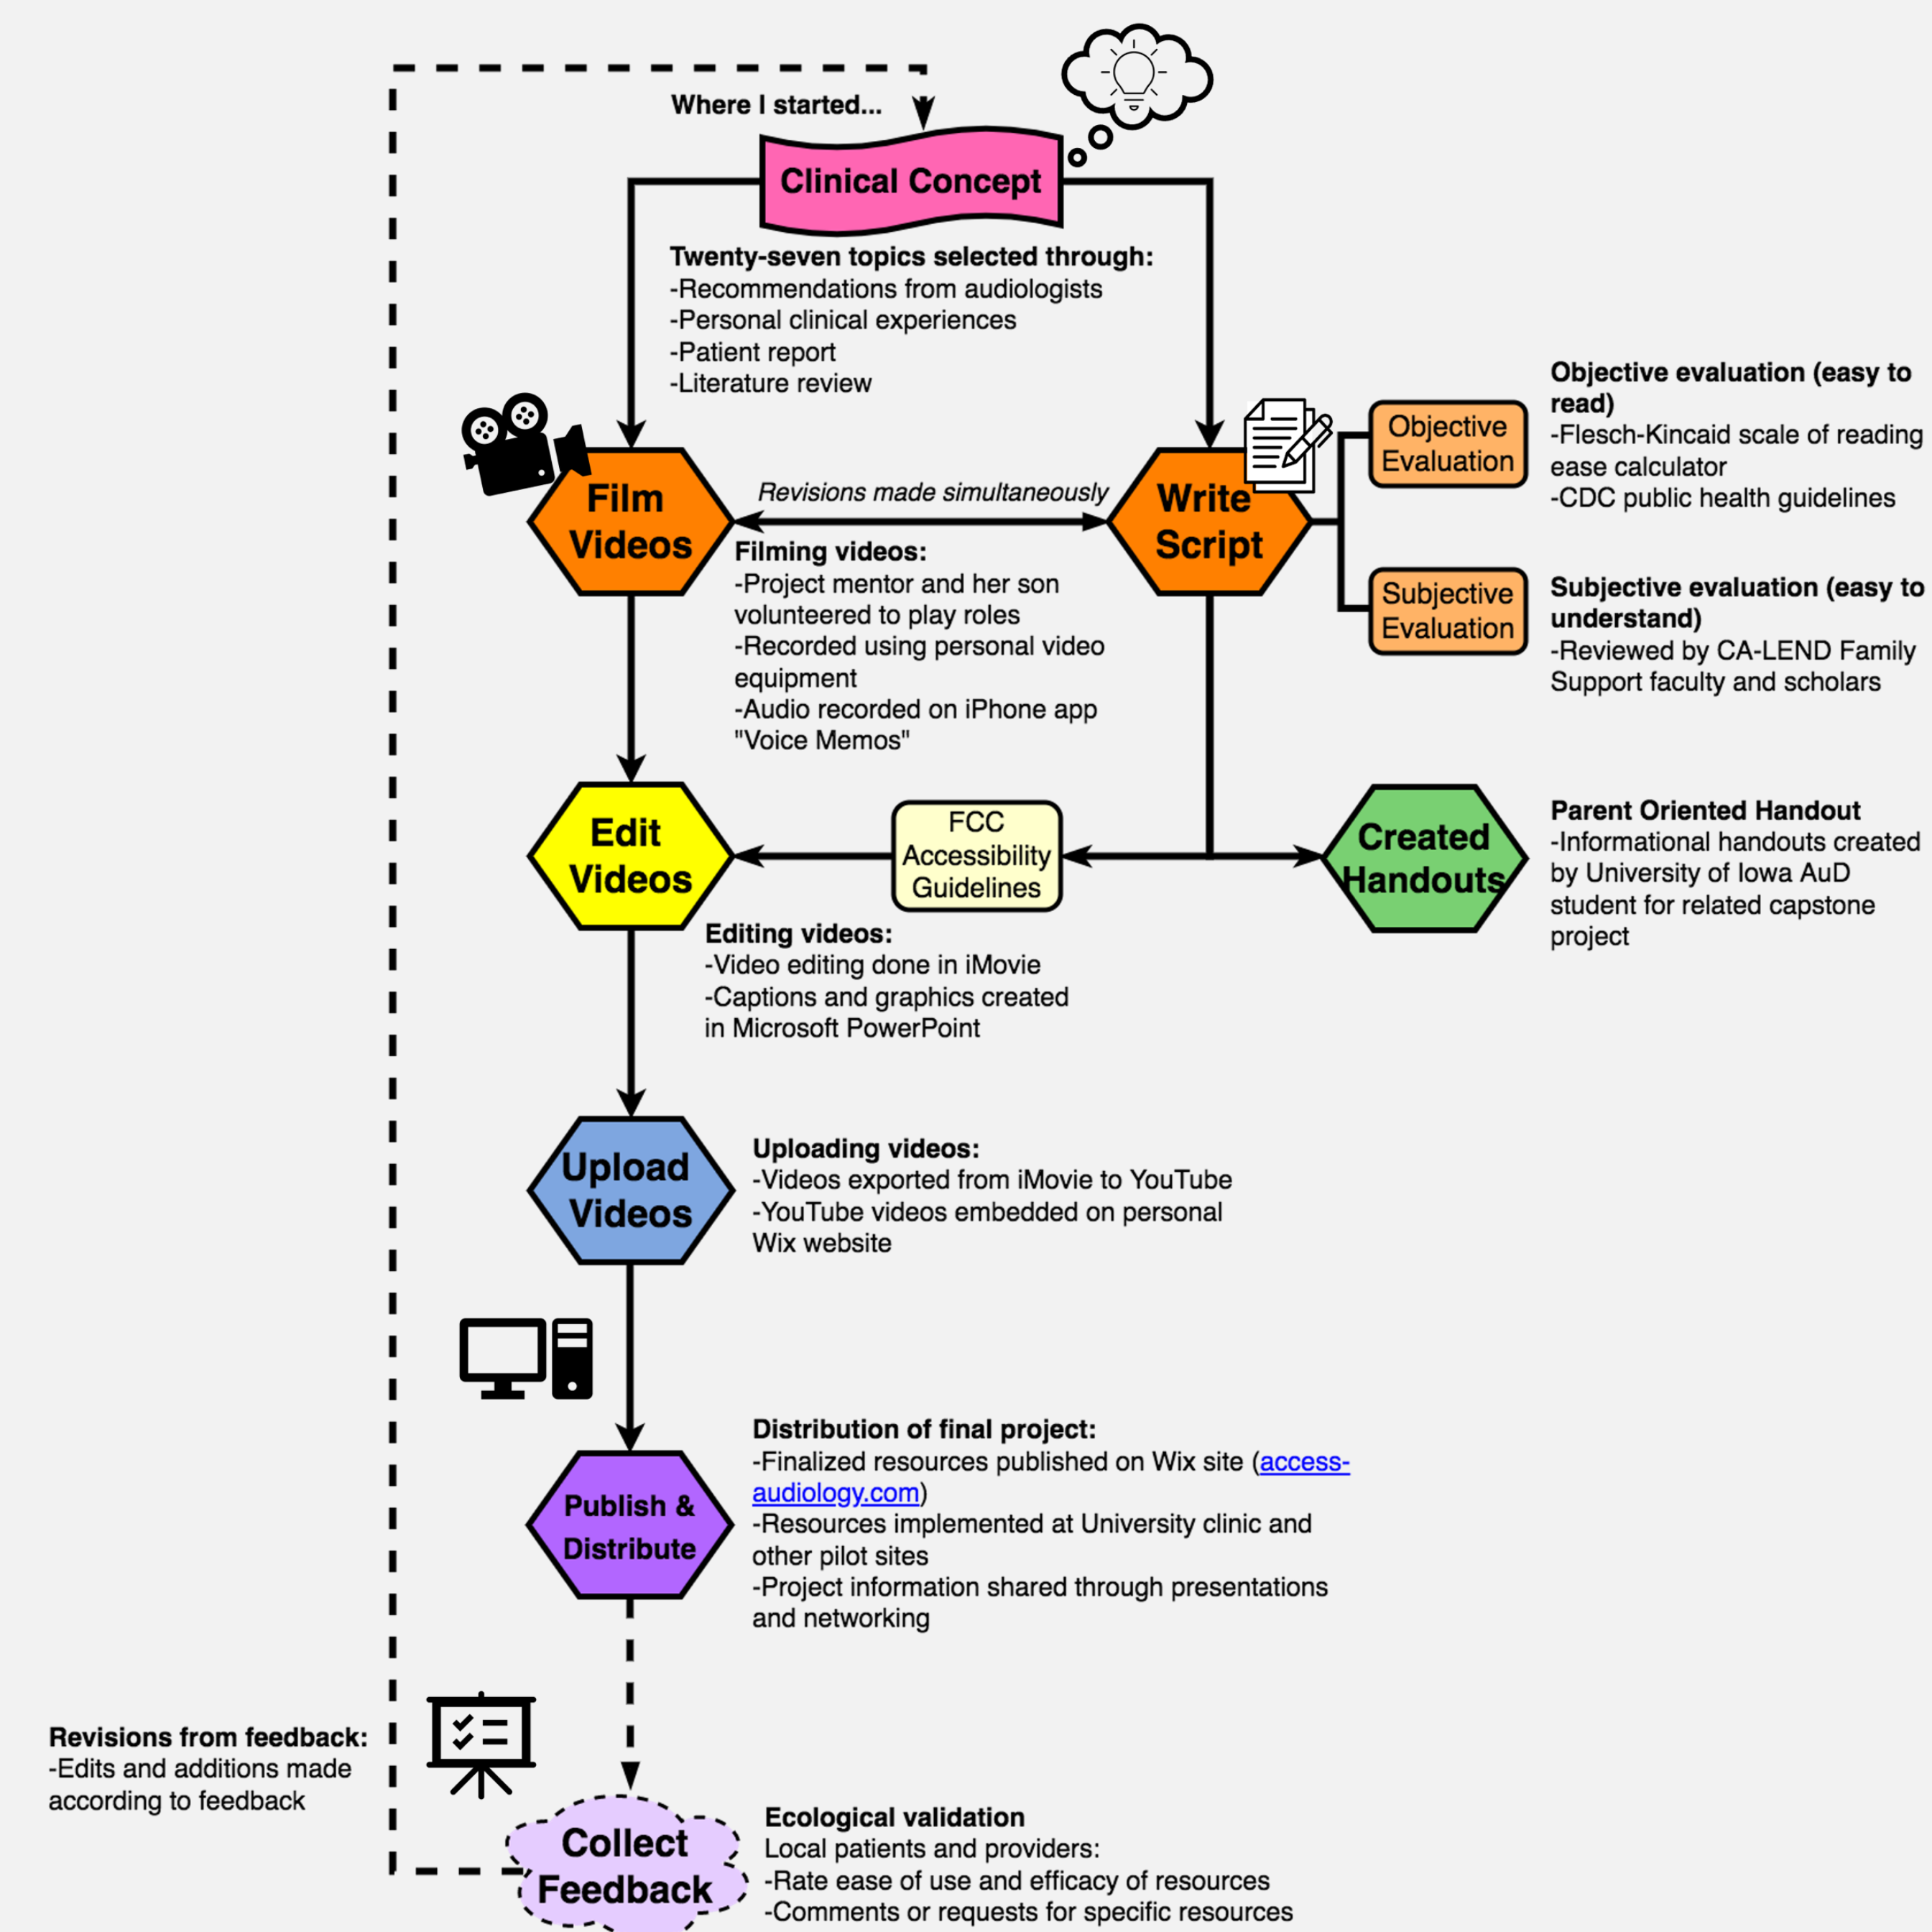 Where I started...
Clinical Concept
Twenty-seven topics selected through:
-Recommendations from audiologists
-Personal clinical experiences
-Patient report
-Literature review
Film
Videos
Revisions made simultaneously
Write
Script
Objective
Evaluation
Objective evaluation (easy to
read)
-Flesch-Kincaid scale of reading
ease calculator
-CDC public health guidelines
Subjective
Evaluation
Subjective evaluation (easy to
understand)
-Reviewed by CA-LEND Family
Support faculty and scholars
Filming videos:
-Project mentor and her son
volunteered to play roles
-Recorded using personal video
equipment
-Audio recorded on iPhone app
"Voice Memos"
Edit
Videos
FCC
Accessibility
Guidelines
Created
Handouts
Parent Oriented Handout
-Informational handouts created
by University of Iowa AuD
student for related capstone
project
Editing videos:
-Video editing done in iMovie
-Captions and graphics created
in Microsoft PowerPoint
Upload
Videos
Uploading videos:
-Videos exported from iMovie to YouTube
-YouTube videos embedded on personal
Wix website
Publish &
Distribute
Distribution of final project:
-Finalized resources published on Wix site (access-
audiology.com)
-Resources implemented at University clinic and
other pilot sites
-Project information shared through presentations
and networking
Revisions from feedback:
-Edits and additions made
according to feedback
Collect
Feedback
Ecological validation
Local patients and providers:
-Rate ease of use and efficacy of resources
-Comments or requests for specific resources